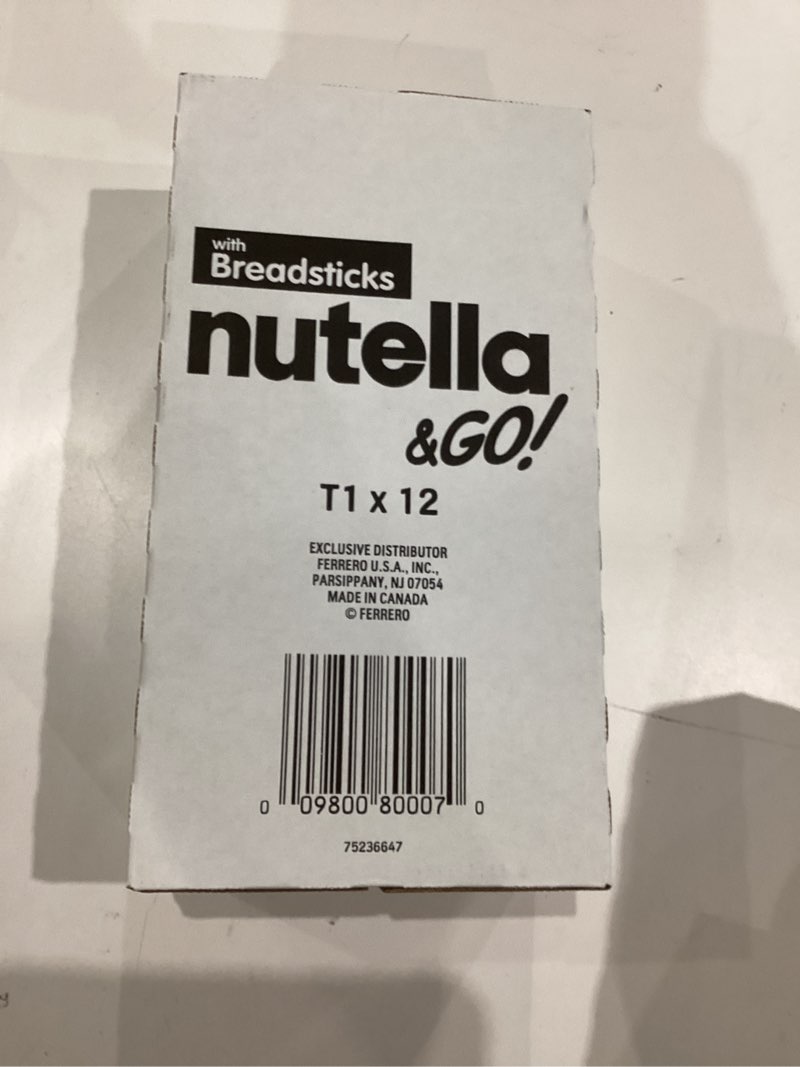 with
Breadsticks
nutella
&GO!
T1 x 12
EXCLUSIVE DISTRIBUTOR
FERRERO U.S.A., INC.,
PARSIPPANY, NJ 07054
MADE IN CANADA
© FERRERO
0 09800 80007 0
75236647